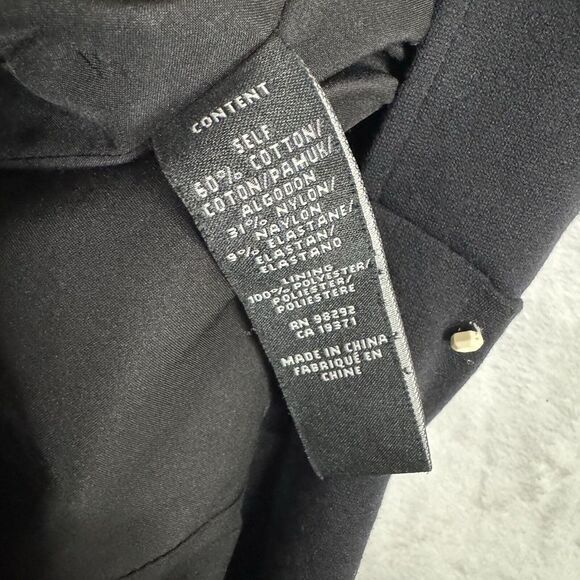 CONTENT
SELF
60% COTTON/
COTON/PAMUK/
ALGODON
31% NYLON/
NAYLON
9% ELASTANE/
ELASTAN/
ELASTANO
LINING
100% POLYESTER/
POLIESTER/
POLIESTERE
RN 98292
CA 19371
MADE IN CHINA
FABRIQUÉ EN
CHINE